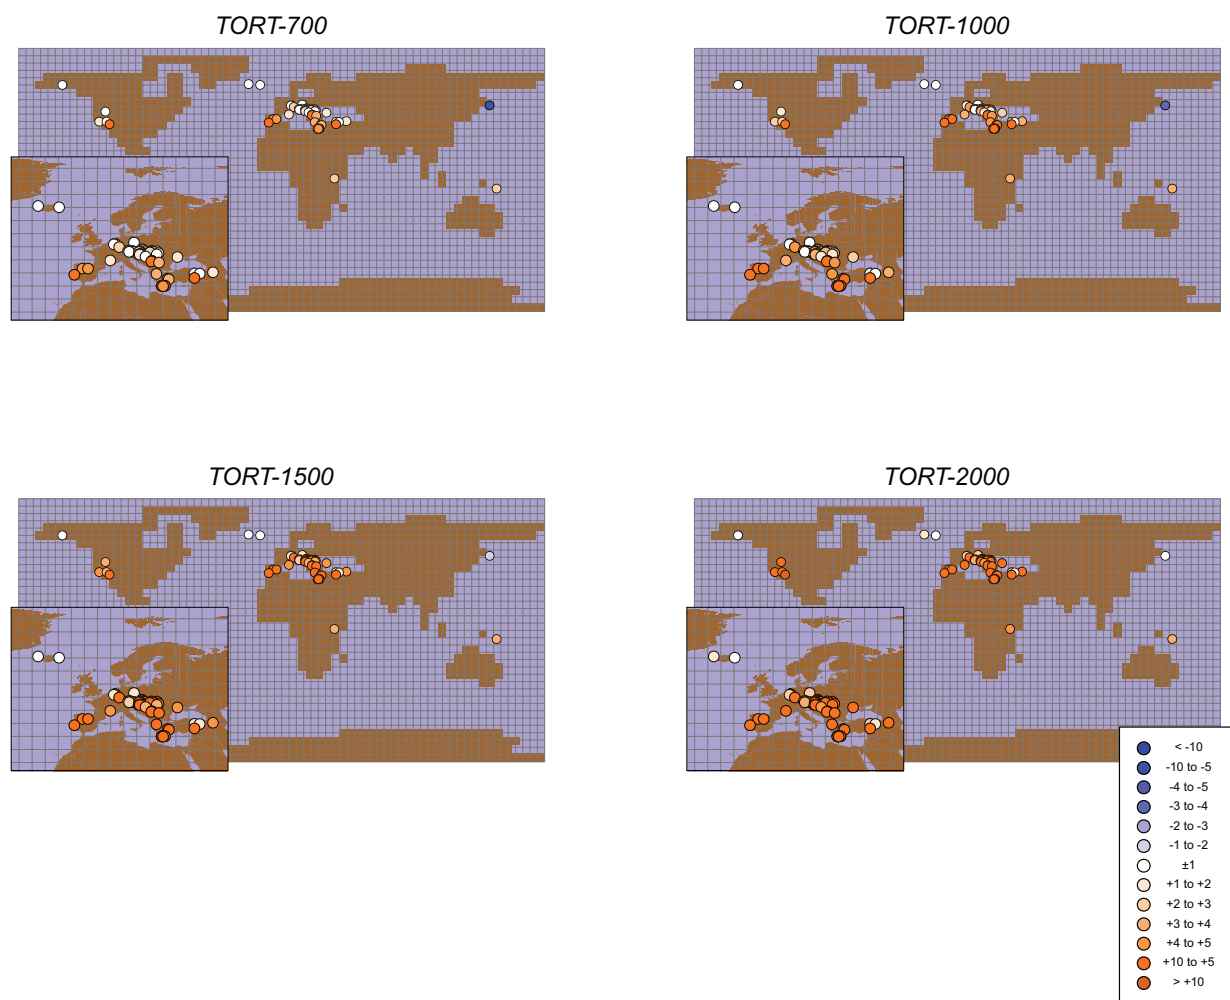 TORT-700
TORT-1000
TORT-1500
TORT-2000
< -10
-10 to -5
-4 to -5
-3 to -4
-2 to -3
-1 to -2
±1
+1 to +2
+2 to +3
+3 to +4
+4 to +5
+10 to +5
> +10